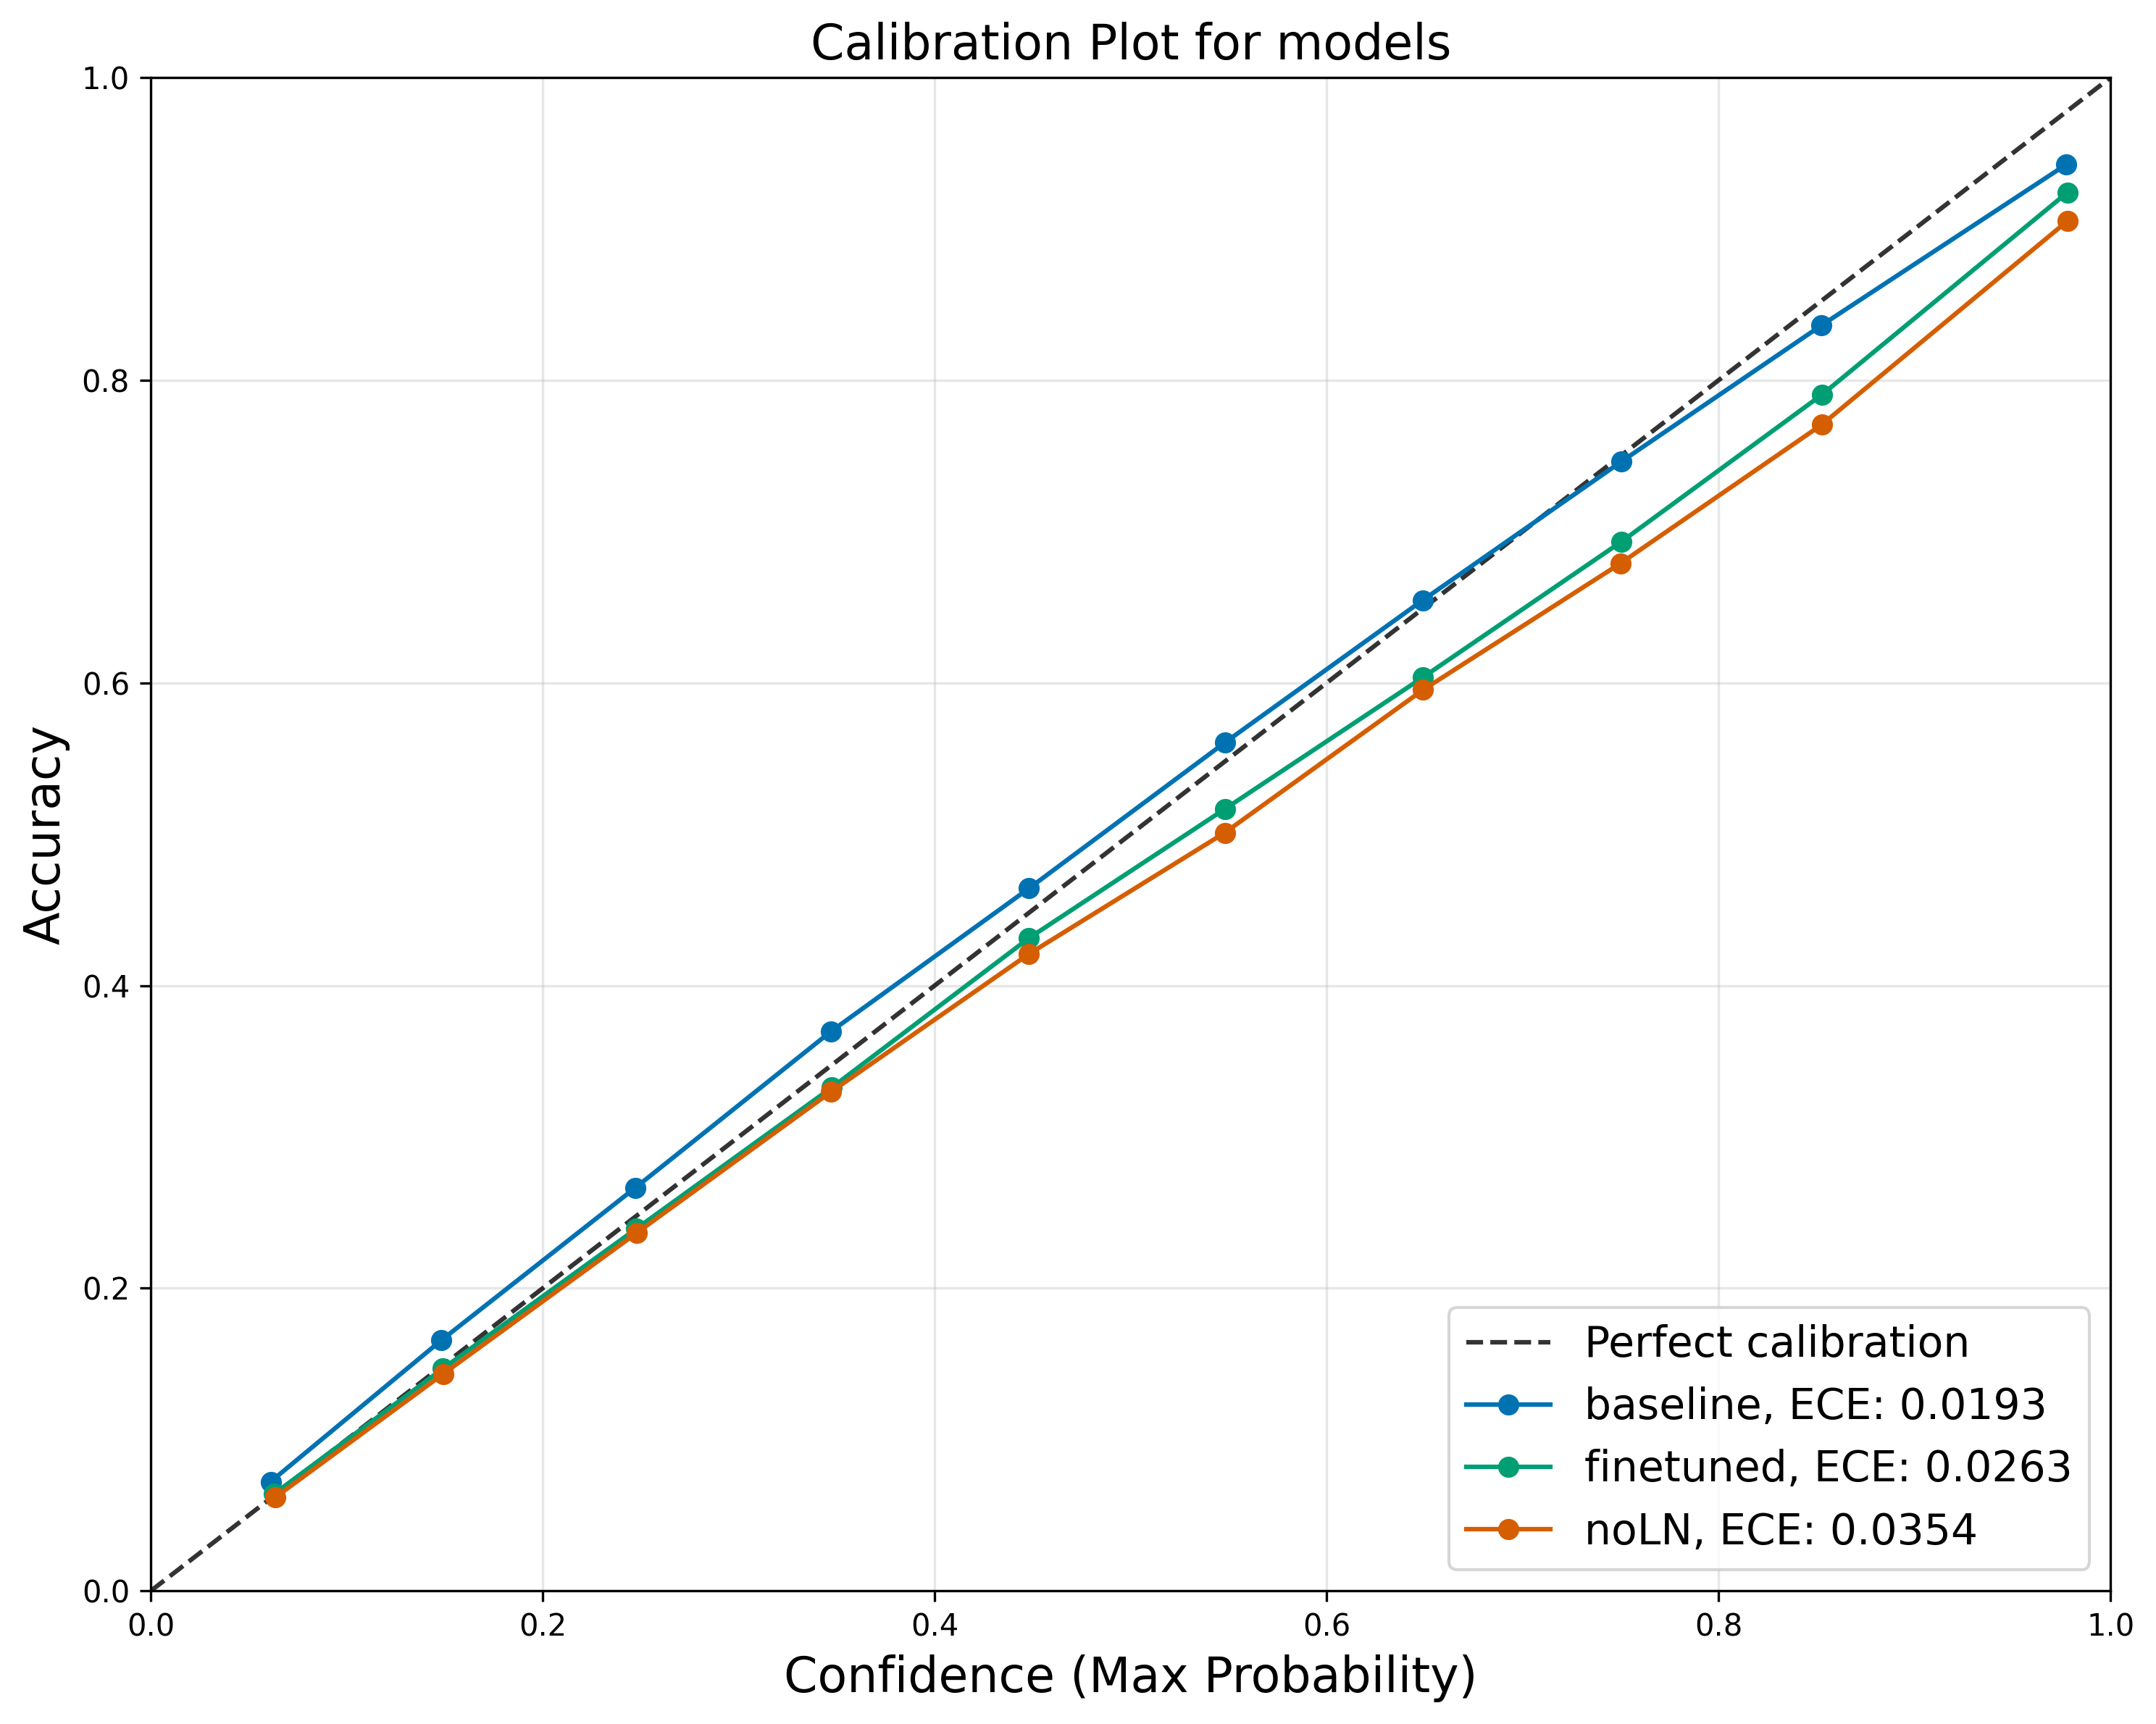 Calibration Plot for models
1.0
0.8
0.6
0.4
0.2
0.0
Accuracy
0.0 0.2 0.4 0.6 0.8 1.0
Confidence (Max Probability)
Perfect calibration
baseline, ECE: 0.0193
finetuned, ECE: 0.0263
noLN, ECE: 0.0354